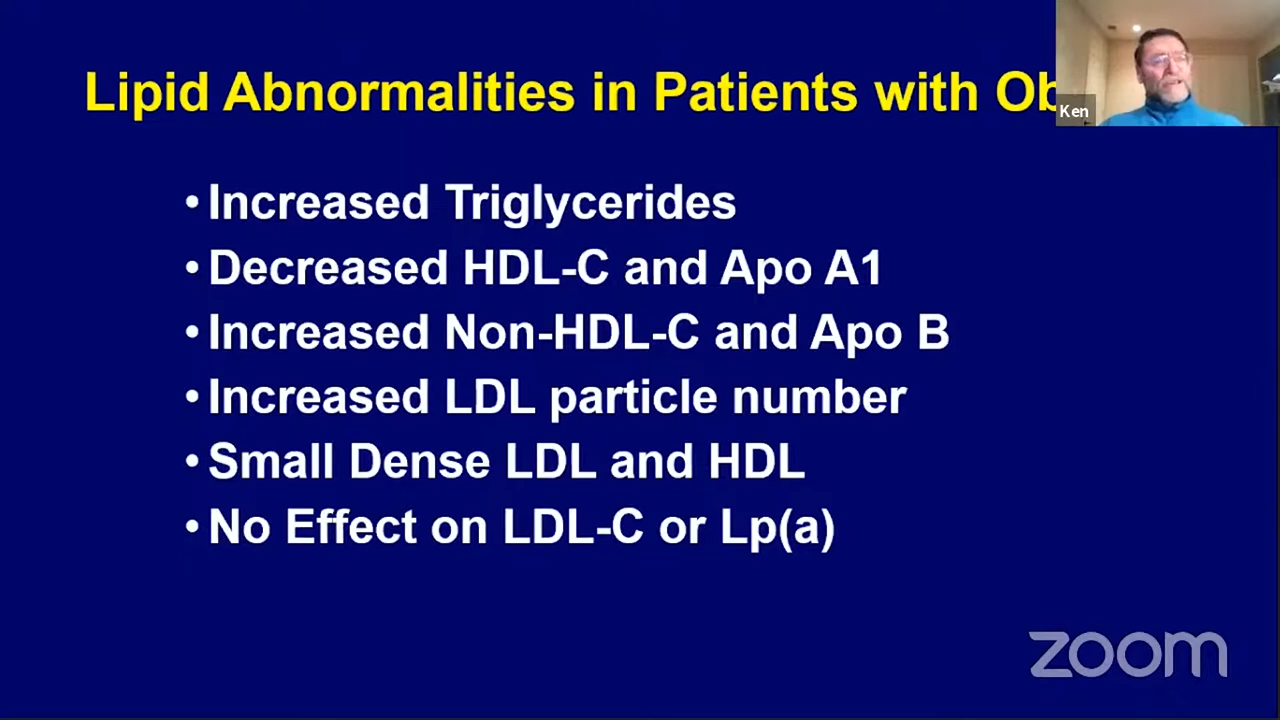 Lipid Abnormalities in Patients with Ob
Ken
• Increased Triglycerides
• Decreased HDL-C and Apo A1
• Increased Non-HDL-C and Apo B
• Increased LDL particle number
• Small Dense LDL and HDL
• No Effect on LDL-C or Lp(a)
zoom